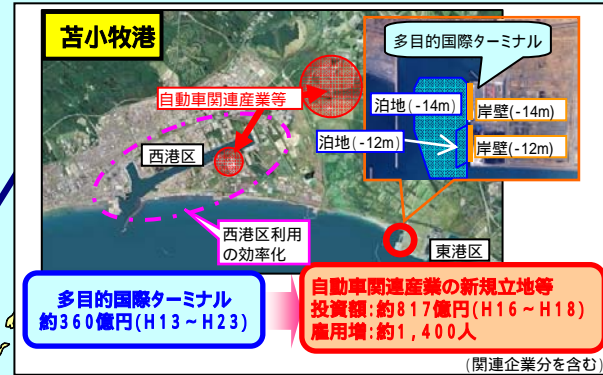 苫小牧港
多目的国際ターミナル
自動車関連産業等
泊地(-14m)
岸壁(-14m)
泊地(-12m)
岸壁(-12m)
西港区
西港区利用
の効率化
東港区
多目的国際ターミナル
約360億円(H13～H23)
自動車関連産業の新規立地等
投資額:約817億円(H16～H18)
雇用増:約1,400人
(関連企業分を含む)